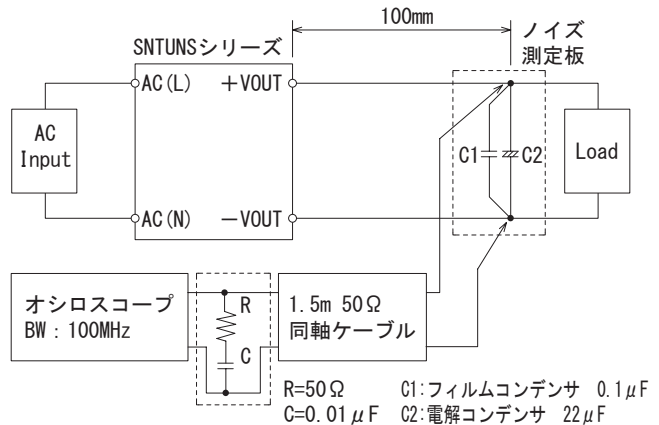 100mm
ノイズ
測定板
SNTUNSシリーズ
AC(L) +VOUT
AC
Input
C1 C2
Load
AC(N) −VOUT
オシロスコープ
BW : 100MHz
R
C
1.5m 50Ω
同軸ケーブル
R=50Ω C1:フィルムコンデンサ 0.1μF
C=0.01μF C2:電解コンデンサ 22μF